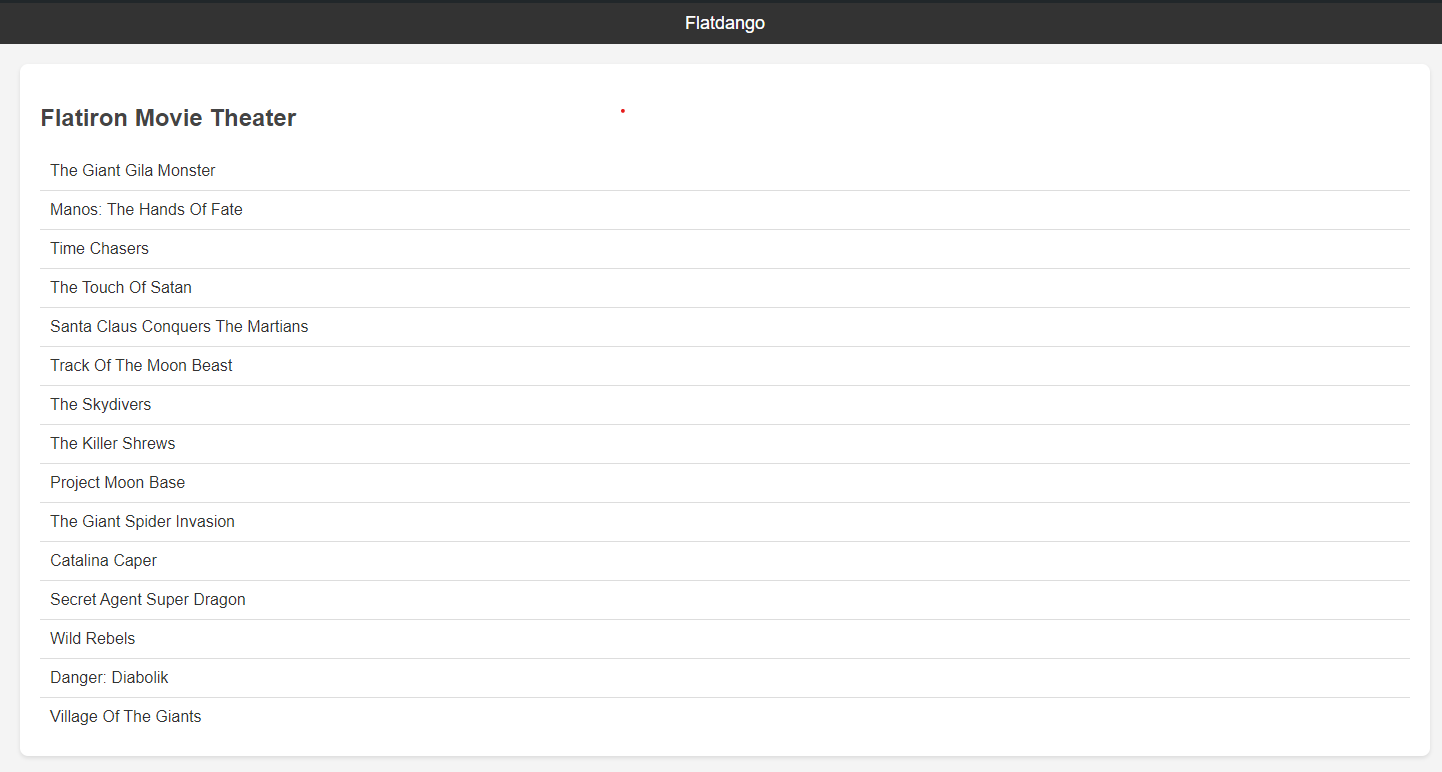 Flatdango
Flatiron Movie Theater
The Giant Gila Monster
Manos: The Hands Of Fate
Time Chasers
The Touch Of Satan
Santa Claus Conquers The Martians
Track Of The Moon Beast
The Skydivers
The Killer Shrews
Project Moon Base
The Giant Spider Invasion
Catalina Caper
Secret Agent Super Dragon
Wild Rebels
Danger: Diabolik
Village Of The Giants